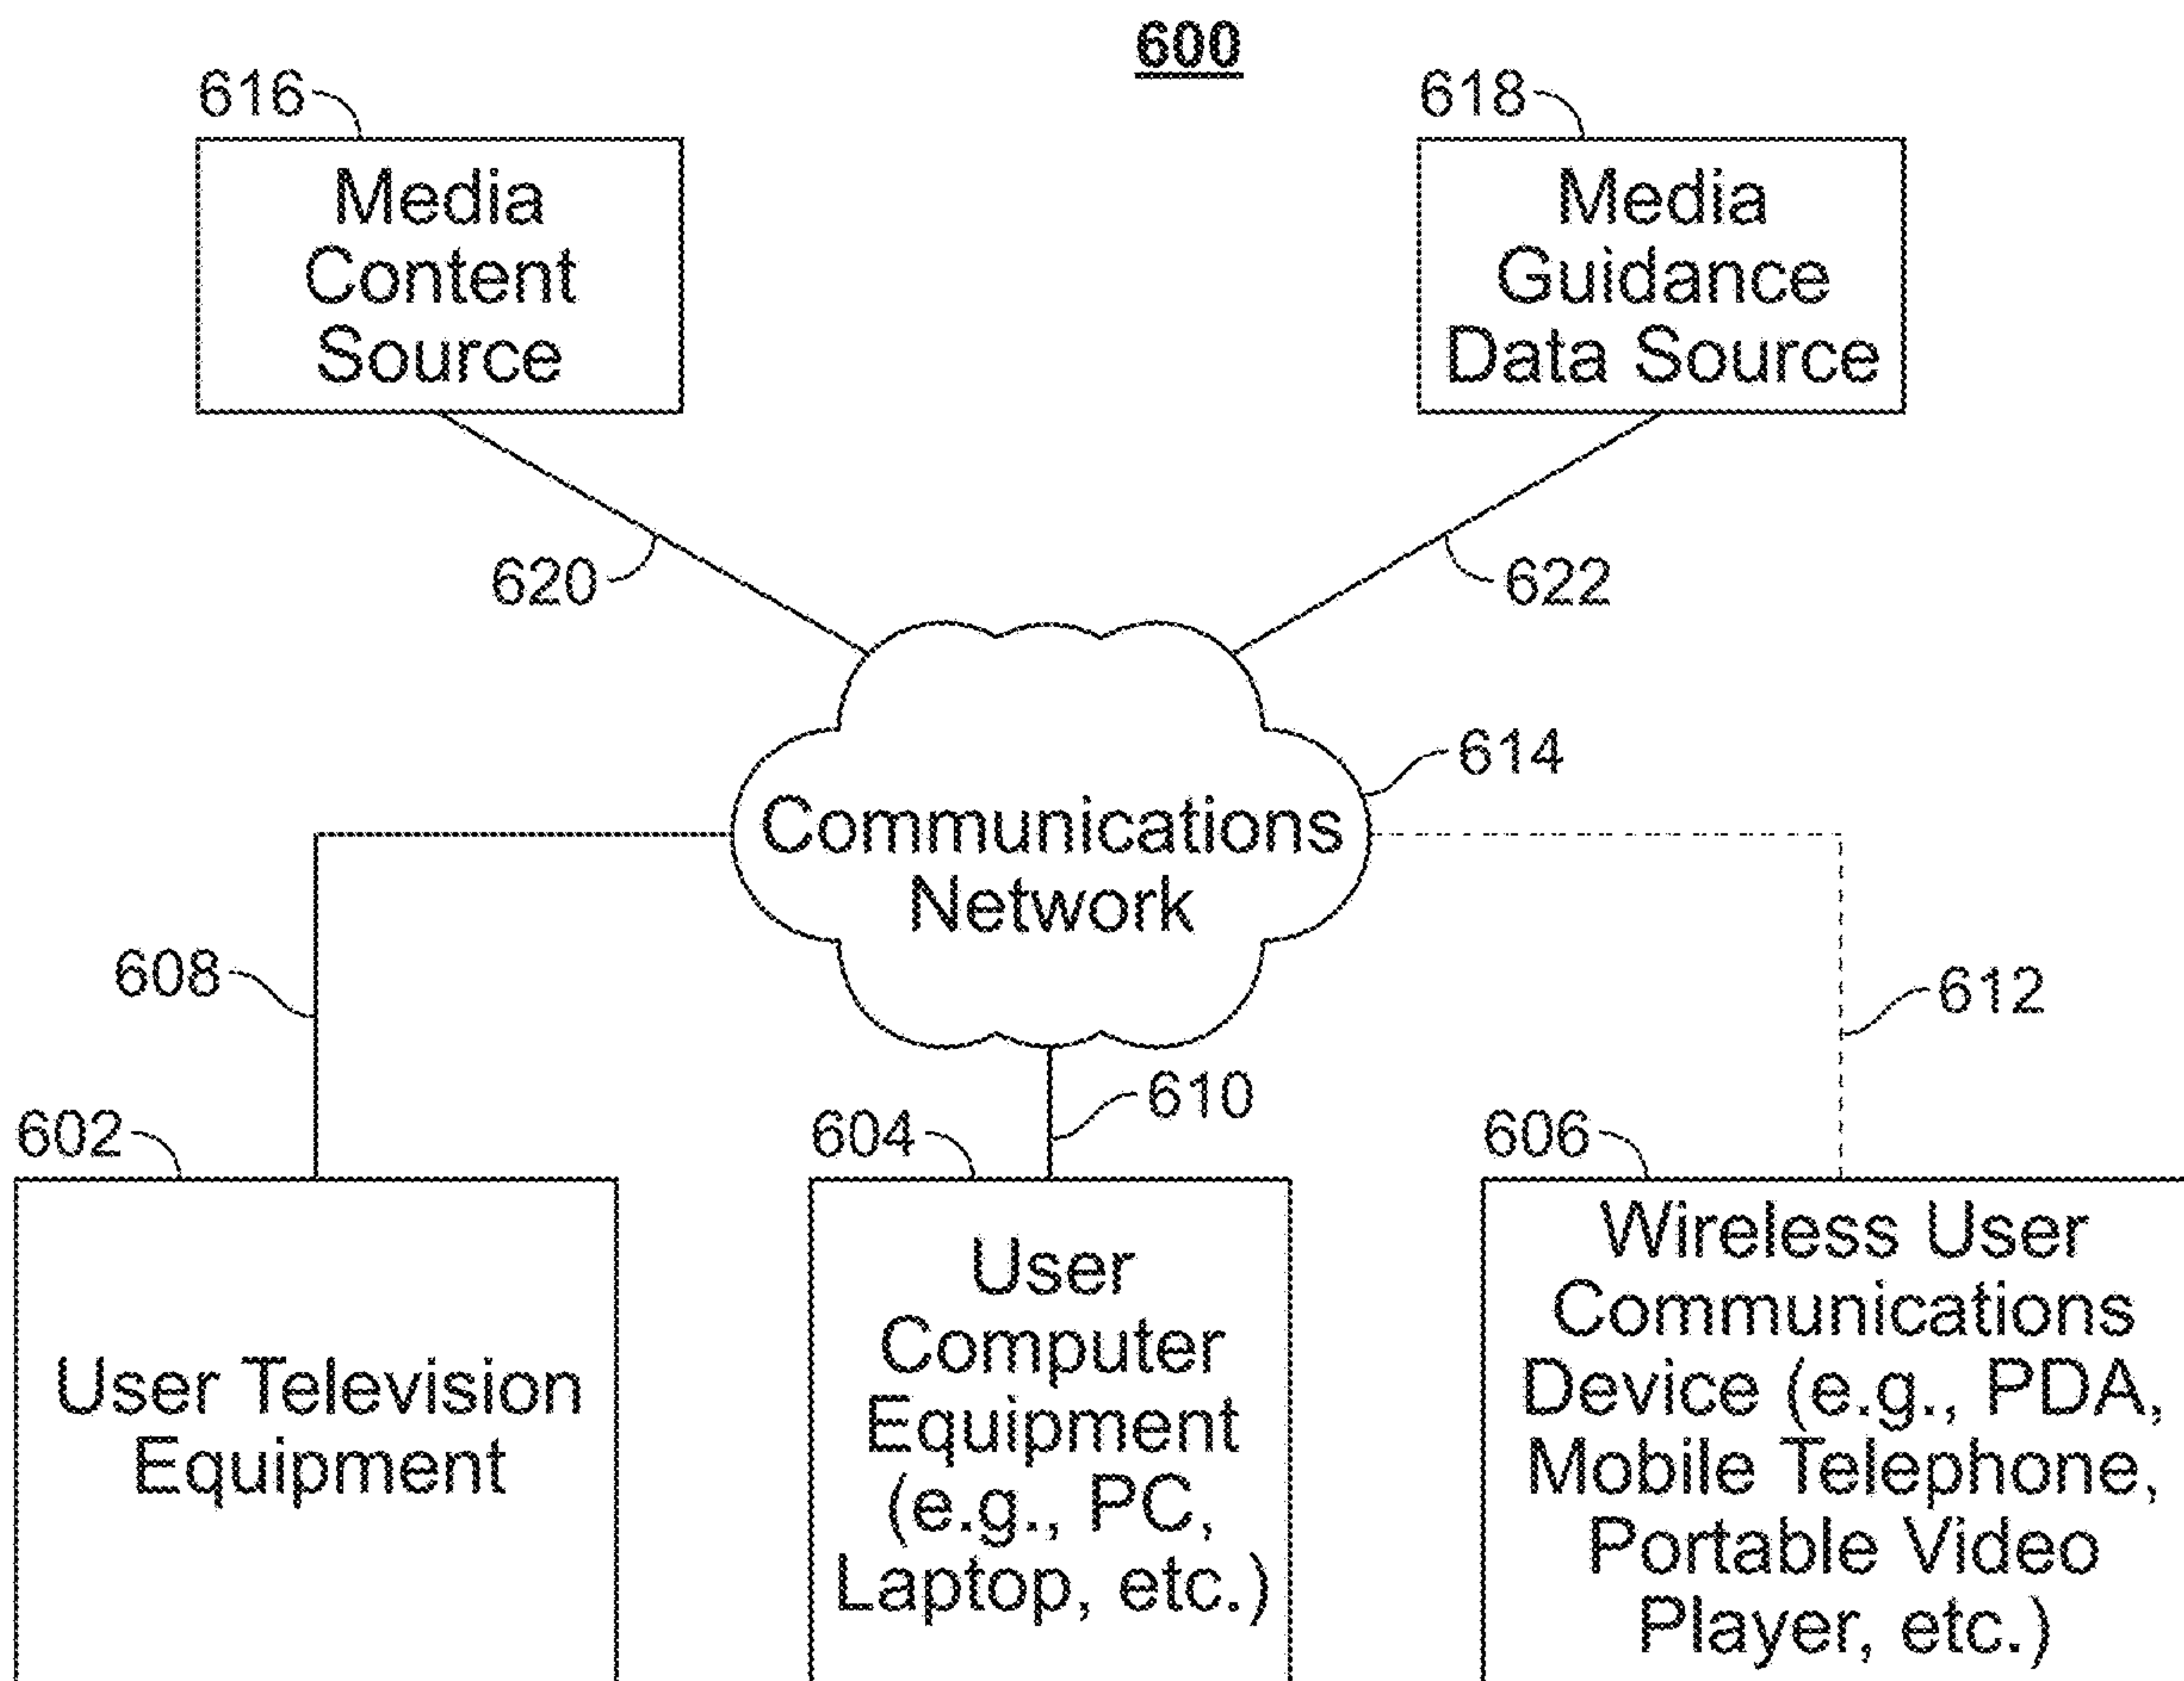 600
616
618
Media
Content
Source
Media
Guidance
Data Source
620
622
614
Communications
Network
608
612
610
602
604
606
User Television
Equipment
User
Computer
Equipment
(e.g., PC,
Laptop, etc.)
Wireless User
Communications
Device (e.g., PDA,
Mobile Telephone,
Portable Video
Player, etc.)